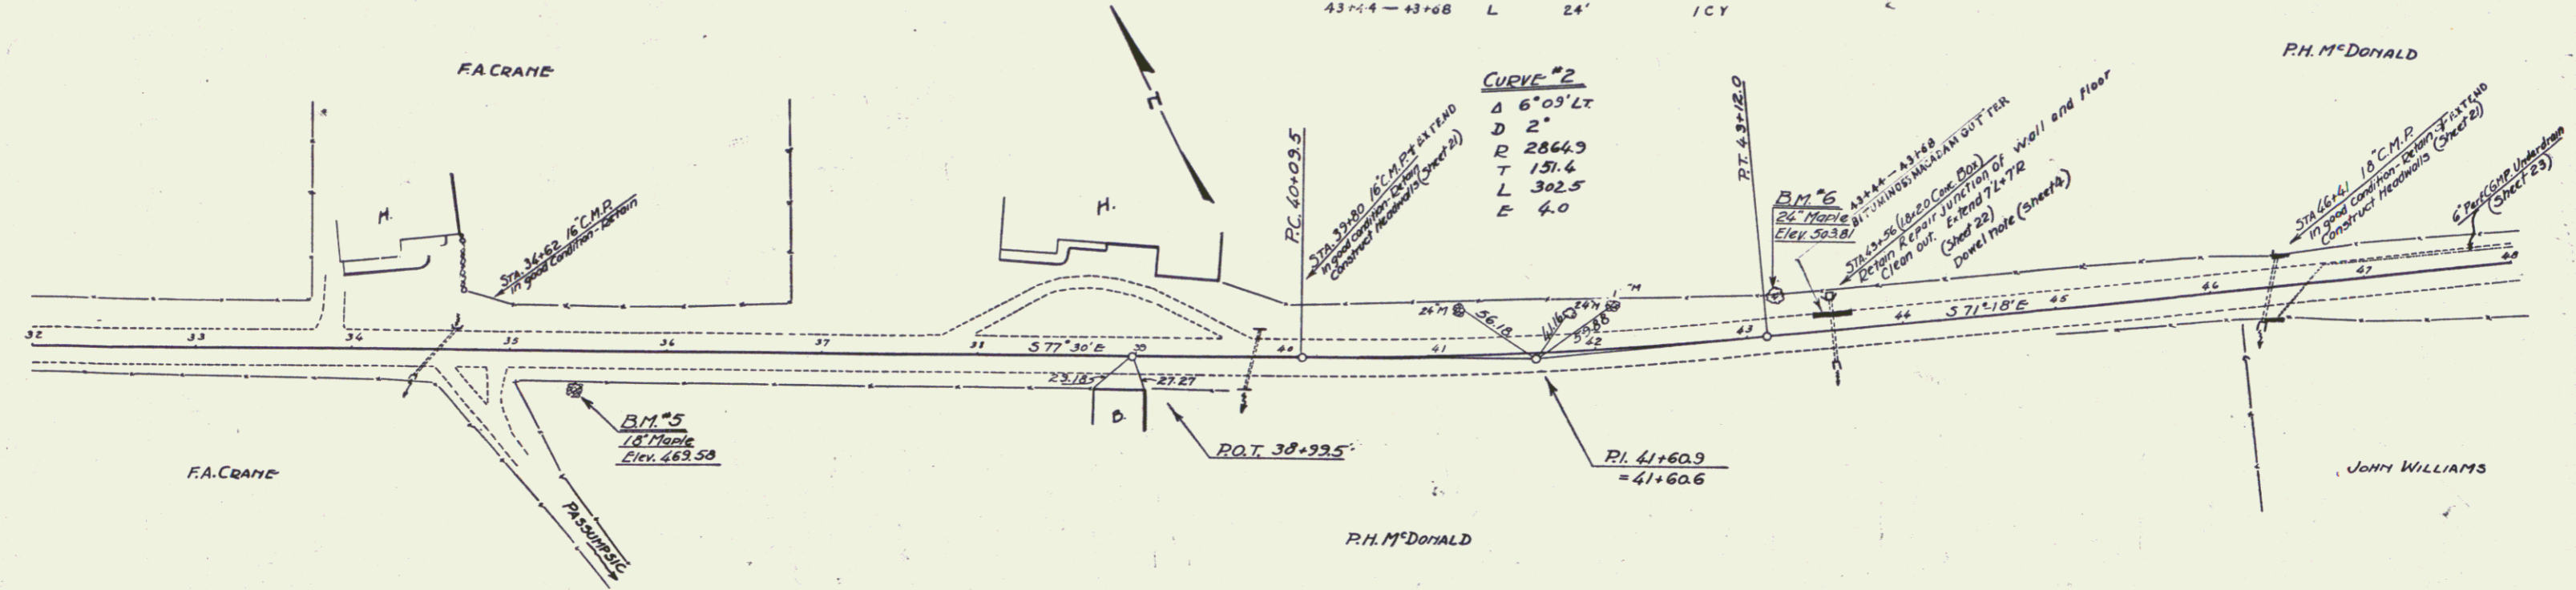 43+44 — 43+68 L 24' 1 CY
F.A. CRANE
P.H. McDONALD
CURVE #2
Δ 6°09' LT.
D 2°
R 2864.9
T 151.4
L 302.5
E 4.0
H.
STA. 34+62 16" C.M.P.
In good Condition - Retain
H.
P.C. 40+09.5
STA. 39+80 16" C.M.P. & EXTEND
In good condition - Retain
Construct Headwalls (Sheet 21)
P.T. 43+12.0
B.M. #6
24" Maple
Elev. 503.81
43+44 — 43+68
BITUMINOUS MACADAM GUTTER
STA. 43+56 (18x20 Conc. Box)
Retain Repair Junction of wall and floor
Clean out. Extend 7'L + 7'R
(Sheet 22)
Dowel note (Sheet 4)
STA 46+41 18" C.M.P.
In good Condition - Retain & EXTEND
Construct Headwalls (Sheet 21)
6" Perf. C.G.M.P. Underdrain
(Sheet 23)
32 33 34 35 36 37 31 S 77° 30' E 39 40 41 42 43 44 S 71° 18' E 45 46 47 48
24" M
56.18
41.16
24" M
59.88
M
27.27
B.
B.M. #5
18" Maple
Elev. 469.58
P.O.T. 38+99.5
P.I. 41+60.9
= 41+60.6
F.A. CRANE
PASSUMPSIC
P.H. McDONALD
JOHN WILLIAMS